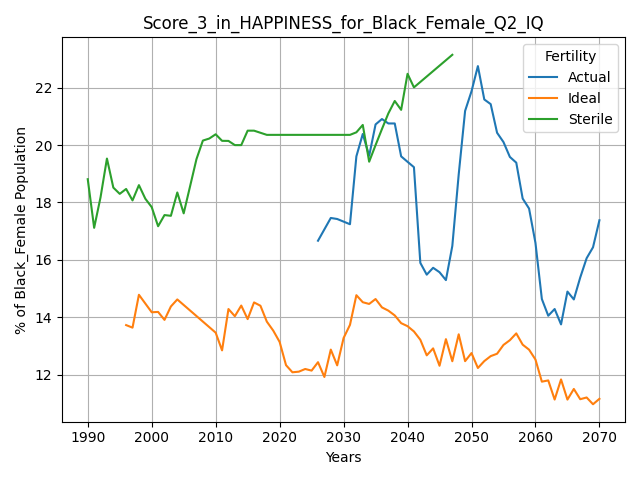 Score_3_in_HAPPINESS_for_Black_Female_Q2_IQ
% of Black_Female Population
22
20
18
16
14
12
Fertility
Actual
Ideal
Sterile
1990 2000 2010 2020 2030 2040 2050 2060 2070
Years